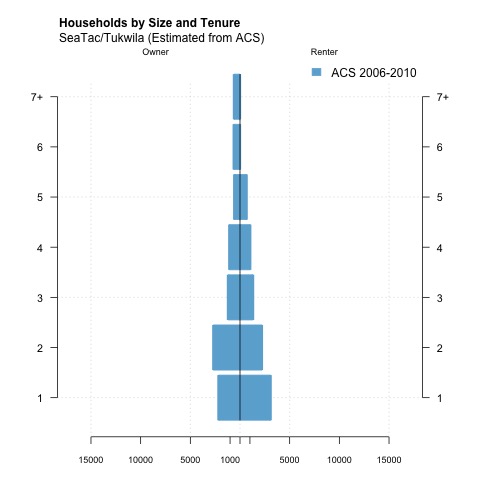 Households by Size and Tenure
SeaTac/Tukwila (Estimated from ACS)
Owner Renter
ACS 2006-2010
7+ 7+
6 6
5 5
4 4
3 3
2 2
1 1
15000 10000 5000 1000 5000 10000 15000